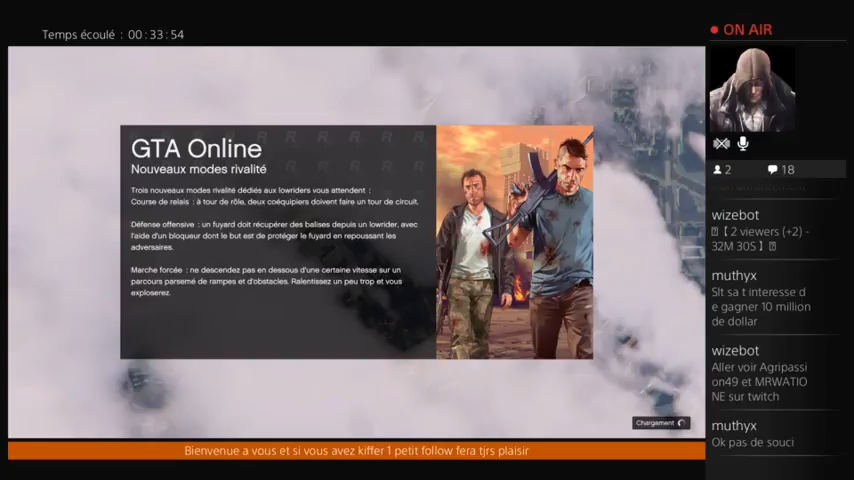 Temps écoulé : 00:33:54
ON AIR
GTA Online
Nouveaux modes rivalité
Trois nouveaux modes rivalité dédiés aux lowriders vous attendent :
Course de relais : à tour de rôle, deux coéquipiers doivent faire un tour de circuit.
Défense offensive : un fuyard doit récupérer des balises depuis un lowrider, avec
l'aide d'un bloqueur dont le but est de protéger le fuyard en repoussant les
adversaires.
Marche forcée : ne descendez pas en dessous d'une certaine vitesse sur un
parcours parsemé de rampes et d'obstacles. Ralentissez un peu trop et vous
exploserez.
Chargement
Bienvenue a vous et si vous avez kiffer 1 petit follow fera tjrs plaisir
2 18
wizebot
【 2 viewers (+2) -
32M 30S 】
muthyx
Slt sa t interesse d
e gagner 10 million
de dollar
wizebot
Aller voir Agripassi
on49 et MRWATIO
NE sur twitch
muthyx
Ok pas de souci